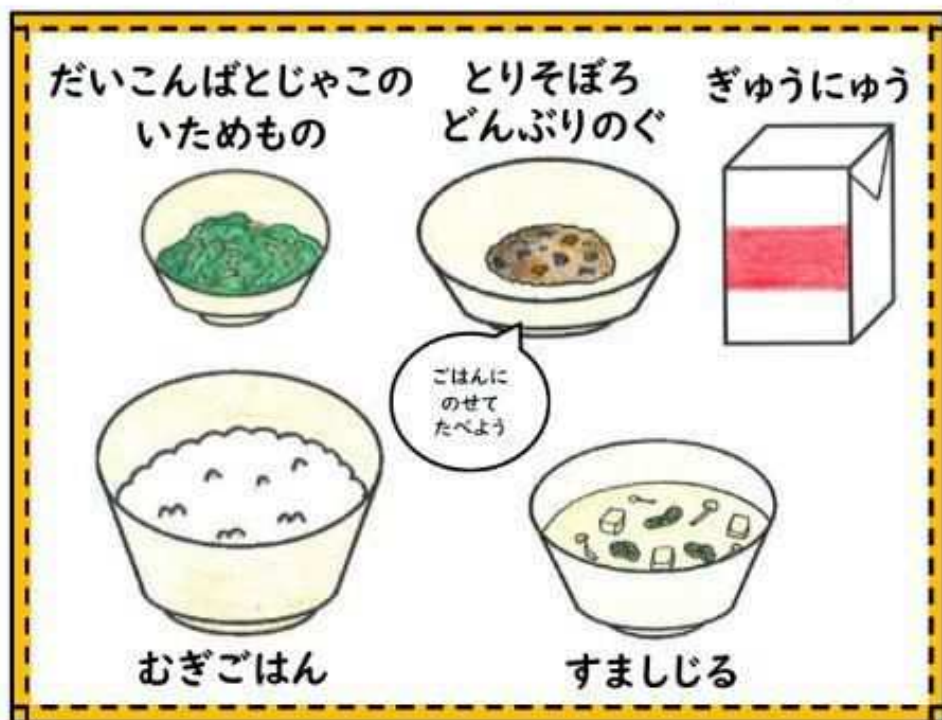 だいこんばとじゃこの
いためもの
とりそぼろ
どんぶりのぐ
ぎゅうにゅう
ごはんに
のせて
たべよう
むぎごはん
すましじる